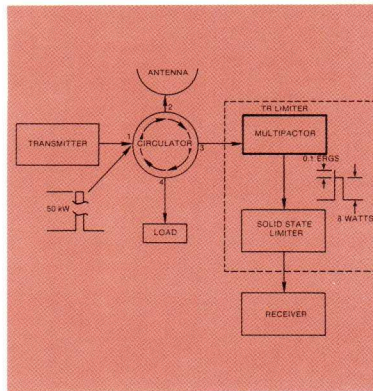 ANTENNA
2
TR LIMITER
TRANSMITTER
1
CIRCULATOR
3
MULTIPACTOR
0.1 ERGS
4
50 kW
8 WATTS
LOAD
SOLID STATE
LIMITER
RECEIVER